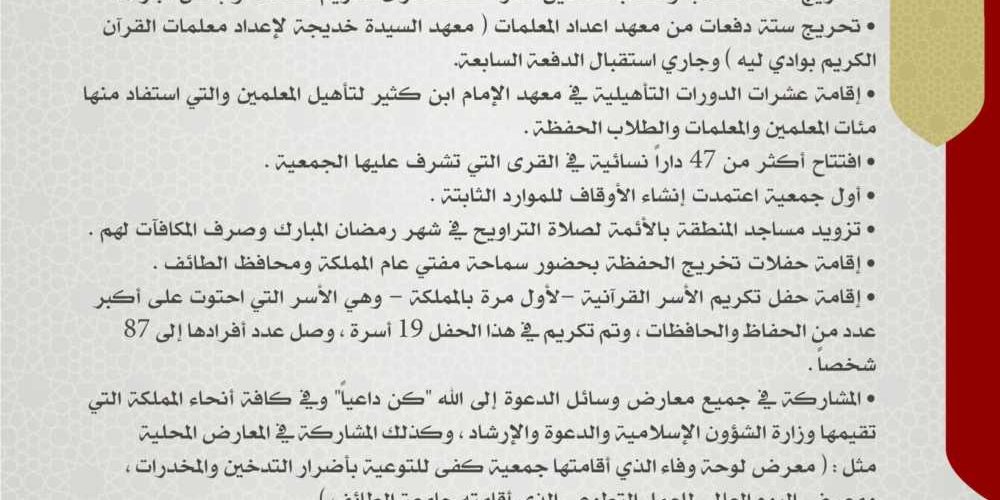 • تخريج ستة دفعات من معهد اعداد المعلمات ( معهد السيدة خديجة لإعداد معلمات القرآن
الكريم بوادي ليه ) وجاري استقبال الدفعة السابعة.
• إقامة عشرات الدورات التأهيلية في معهد الإمام ابن كثير لتأهيل المعلمين والتي استفاد منها
مئات المعلمين والمعلمات والطلاب الحفظة .
• افتتاح أكثر من 47 داراً نسائية في القرى التي تشرف عليها الجمعية .
• أول جمعية اعتمدت إنشاء الأوقاف للموارد الثابتة .
• تزويد مساجد المنطقة بالأئمة لصلاة التراويح في شهر رمضان المبارك وصرف المكافآت لهم .
• إقامة حفلات تخريج الحفظة بحضور سماحة مفتي عام المملكة ومحافظ الطائف .
• إقامة حفل تكريم الأسر القرآنية –لأول مرة بالمملكة – وهي الأسر التي احتوت على أكبر
عدد من الحفاظ والحافظات ، وتم تكريم في هذا الحفل 19 أسرة ، وصل عدد أفرادها إلى 87
شخصاً .
• المشاركة في جميع معارض وسائل الدعوة إلى الله "كن داعياً" وفي كافة أنحاء المملكة التي
تقيمها وزارة الشؤون الإسلامية والدعوة والإرشاد ، وكذلك المشاركة في المعارض المحلية
مثل : ( معرض لوحة وفاء الذي أقامتها جمعية كفى للتوعية بأضرار التدخين والمخدرات ،